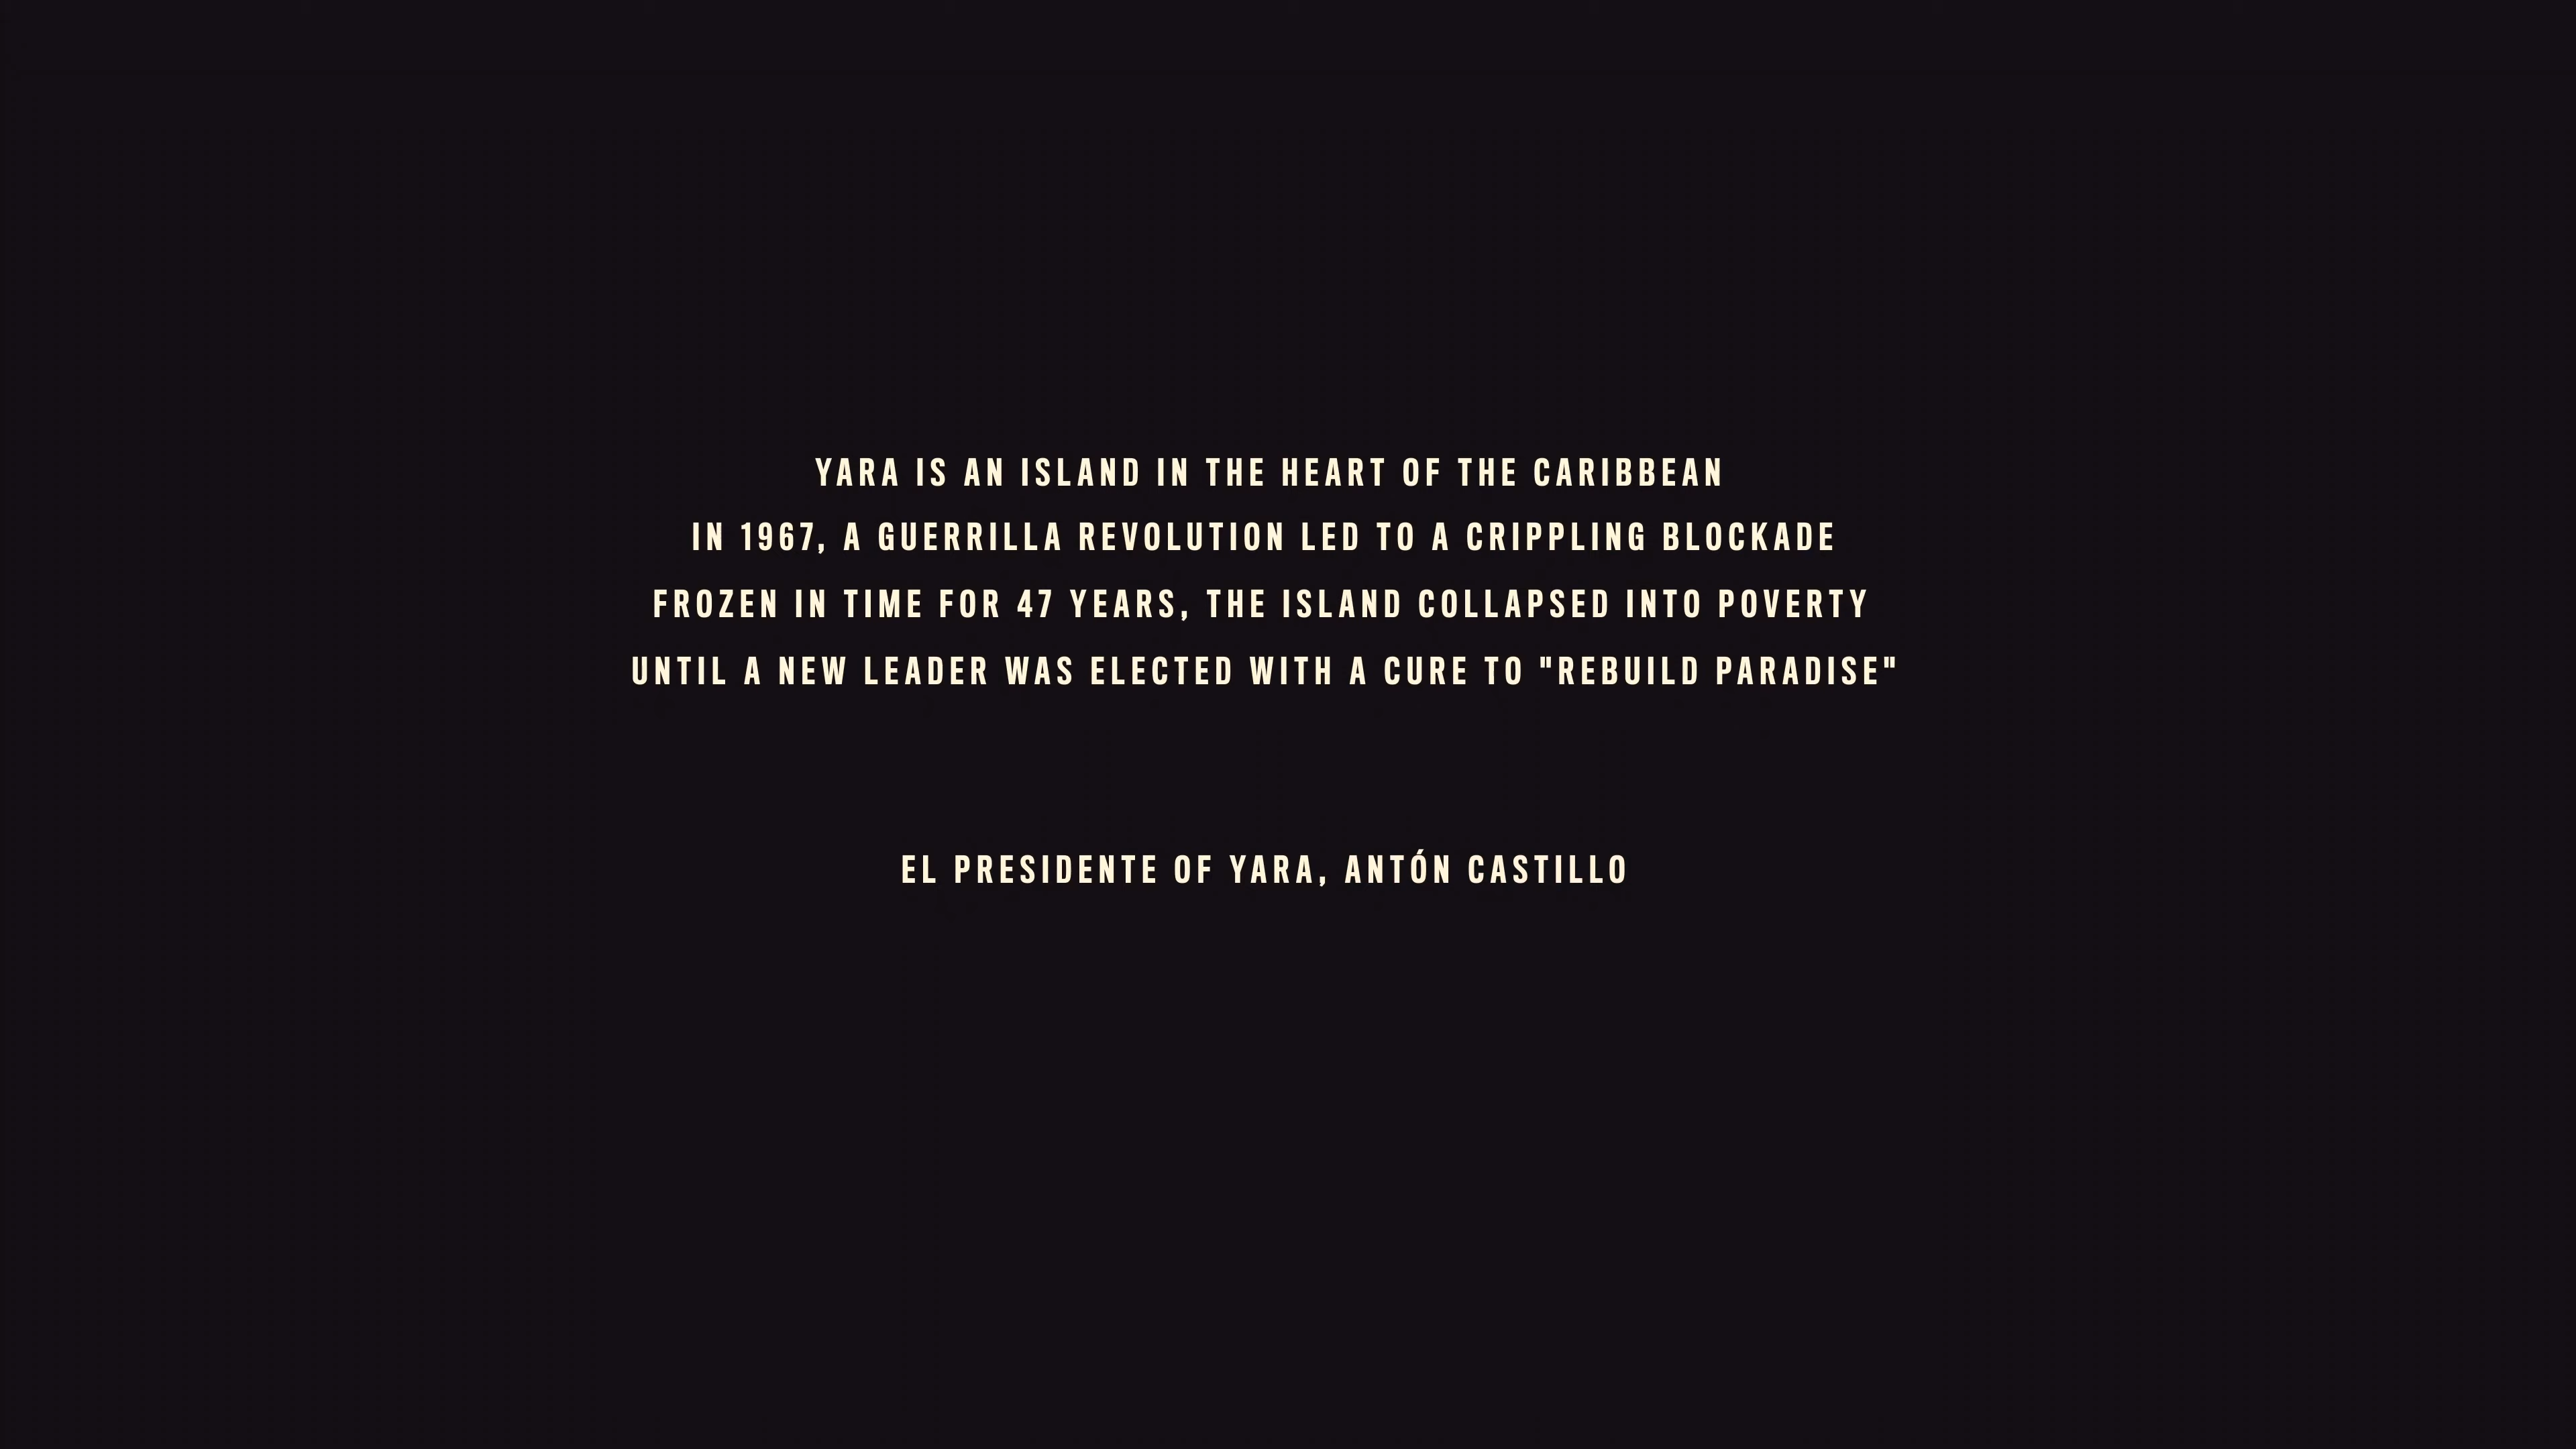 YARA IS AN ISLAND IN THE HEART OF THE CARIBBEAN
IN 1967, A GUERRILLA REVOLUTION LED TO A CRIPPLING BLOCKADE
FROZEN IN TIME FOR 47 YEARS, THE ISLAND COLLAPSED INTO POVERTY
UNTIL A NEW LEADER WAS ELECTED WITH A CURE TO "REBUILD PARADISE"
EL PRESIDENTE OF YARA, ANTÓN CASTILLO